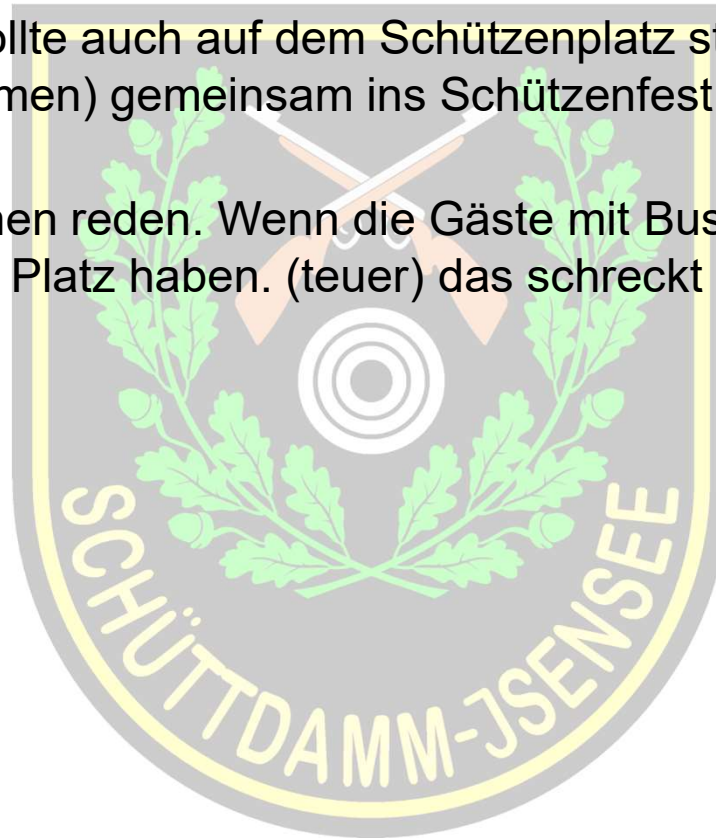 ollte auch auf dem Schützenplatz st
men) gemeinsam ins Schützenfest
nen reden. Wenn die Gäste mit Bus
Platz haben. (teuer) das schreckt
SCHÜTTDAMM-JSENSEE